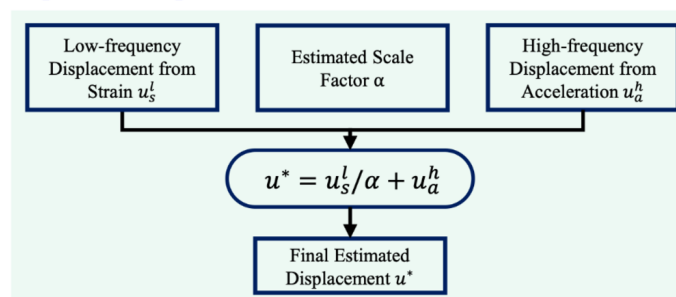 Low-frequency
Displacement from
Strain $u_s^l$
Estimated Scale
Factor α
High-frequency
Displacement from
Acceleration $u_a^h$
$u^* = u_s^l/\alpha + u_a^h$
Final Estimated
Displacement $u^*$